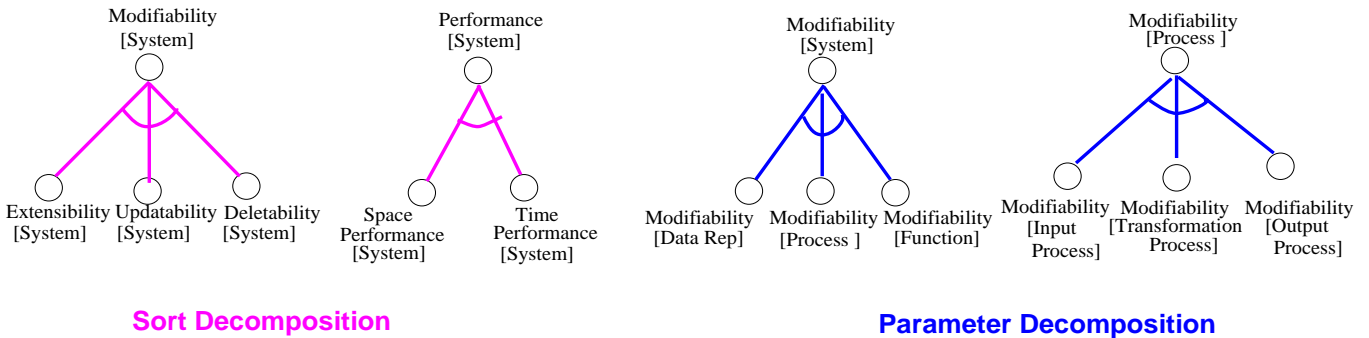 Modifiability
[System]
Performance
[System]
Extensibility
[System]
Updatability
[System]
Deletability
[System]
Space
Performance
[System]
Time
Performance
[System]
Sort Decomposition
Modifiability
[System]
Modifiability
[Process ]
Modifiability
[Data Rep]
Modifiability
[Process ]
Modifiability
[Function]
Modifiability
[Input
Process]
Modifiability
[Transformation
Process]
Modifiability
[Output
Process]
Parameter Decomposition